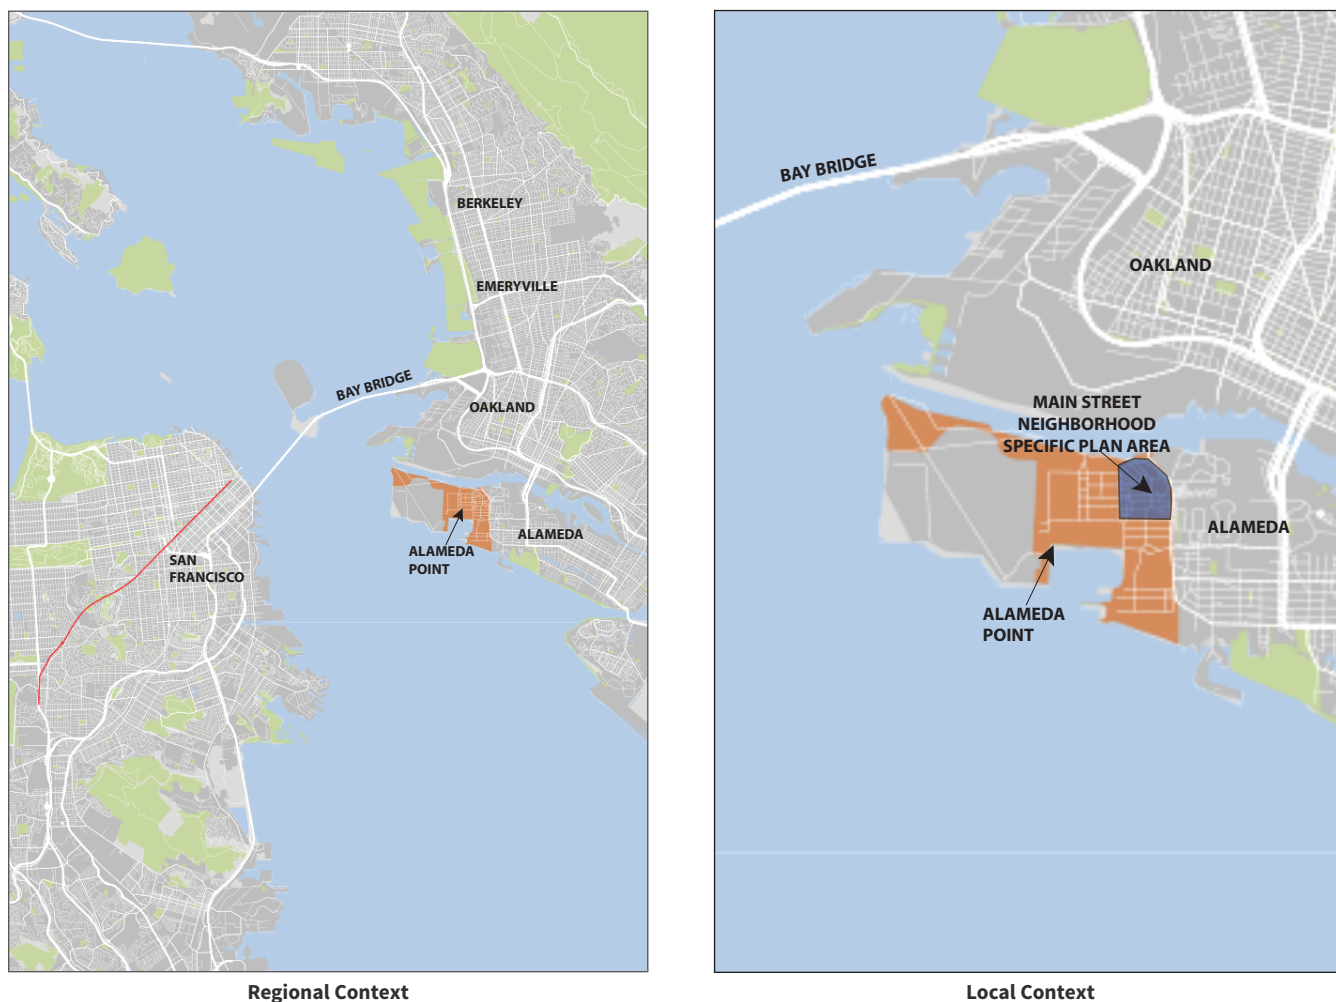 BERKELEY
EMERYVILLE
BAY BRIDGE
OAKLAND
ALAMEDA
ALAMEDA
POINT
SAN
FRANCISCO
Regional Context
BAY BRIDGE
OAKLAND
MAIN STREET
NEIGHBORHOOD
SPECIFIC PLAN AREA
ALAMEDA
ALAMEDA
POINT
Local Context